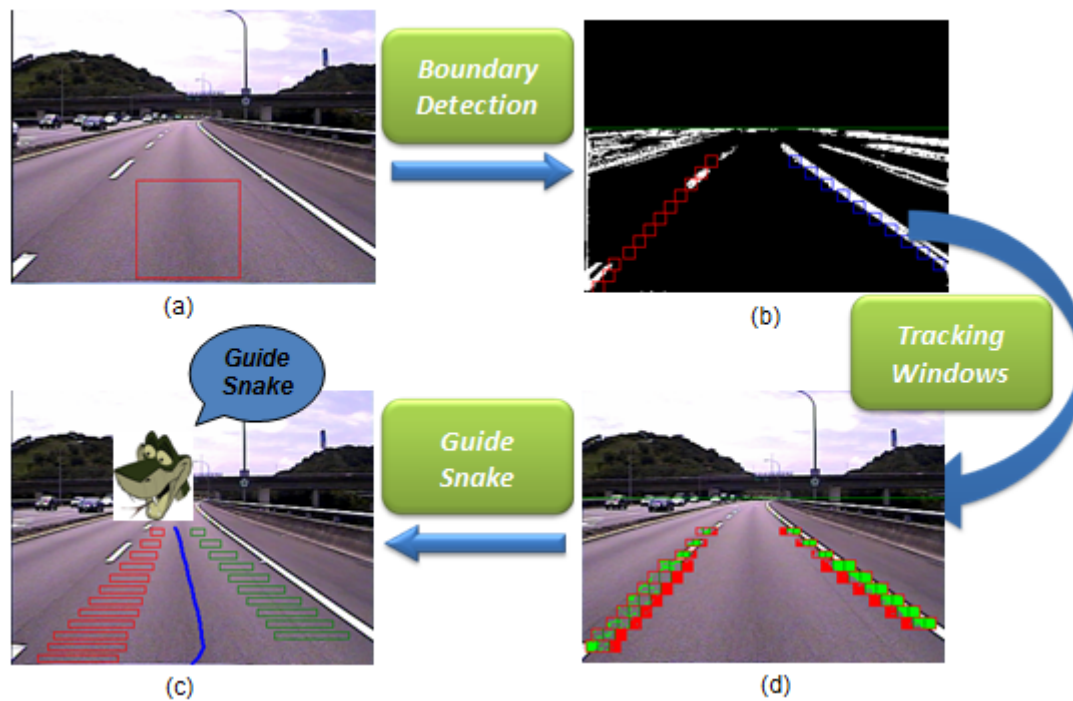 Boundary
Detection
(a)
(b)
Tracking
Windows
Guide
Snake
Guide
Snake
(c)
(d)